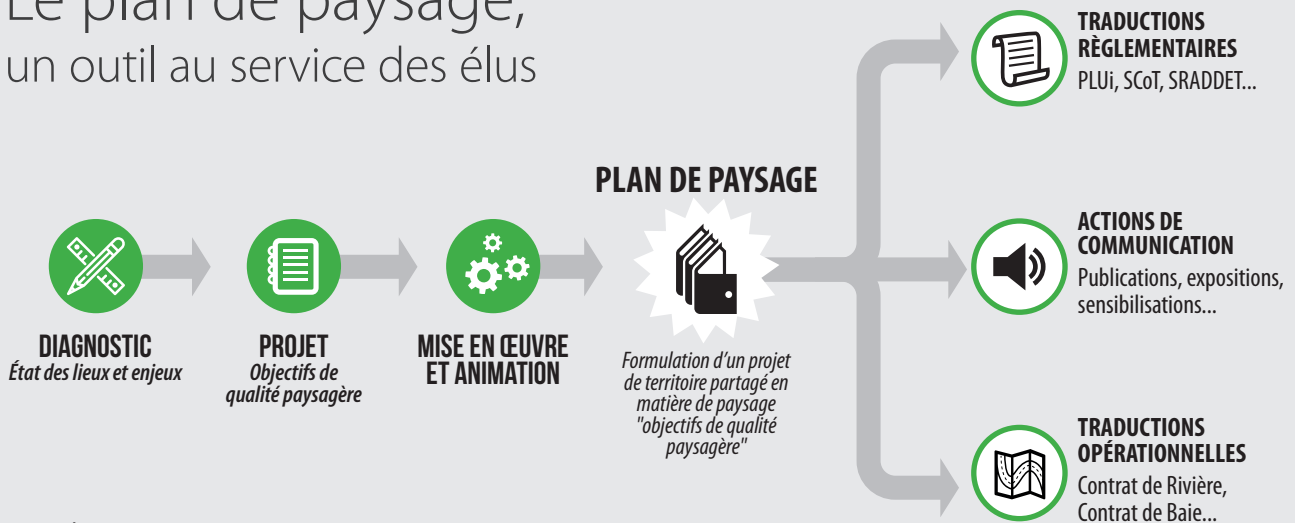 Le plan de paysage,
un outil au service des élus
DIAGNOSTIC
État des lieux et enjeux
PROJET
Objectifs de
qualité paysagère
MISE EN ŒUVRE
ET ANIMATION
PLAN DE PAYSAGE
Formulation d'un projet
de territoire partagé en
matière de paysage
"objectifs de qualité
paysagère"
TRADUCTIONS
RÈGLEMENTAIRES
PLUi, SCoT, SRADDET...
ACTIONS DE
COMMUNICATION
Publications, expositions,
sensibilisations...
TRADUCTIONS
OPÉRATIONNELLES
Contrat de Rivière,
Contrat de Baie...